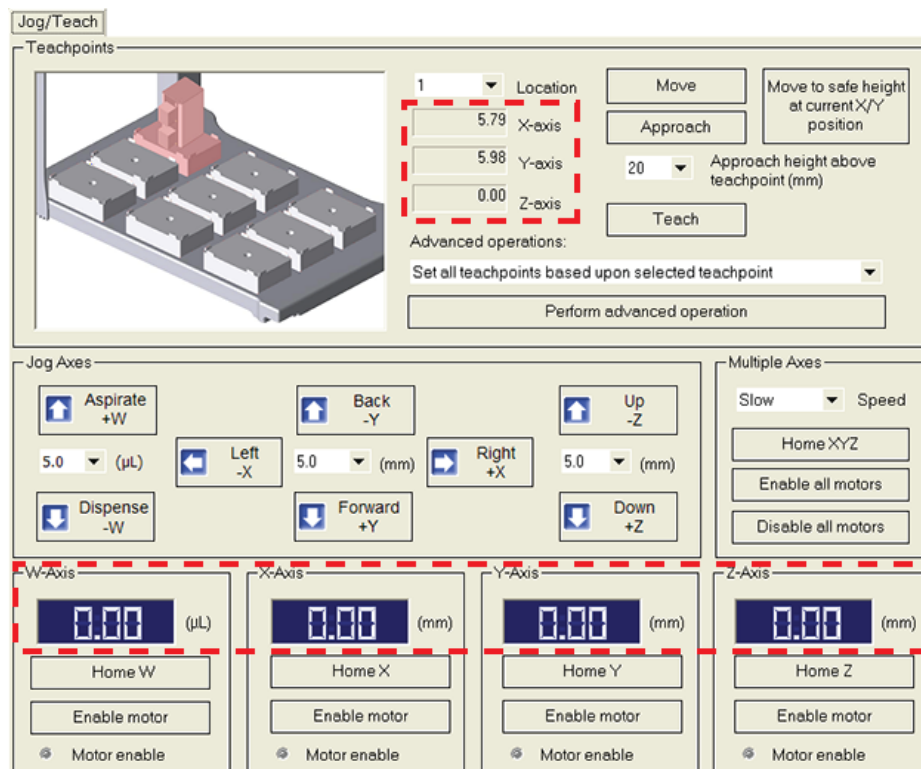 Jog/Teach
Teachpoints
1 Location
5.79 X-axis
5.98 Y-axis
0.00 Z-axis
Move
Approach
Move to safe height
at current X/Y
position
20 Approach height above
teachpoint (mm)
Teach
Advanced operations:
Set all teachpoints based upon selected teachpoint
Perform advanced operation
Jog Axes
Aspirate
+W
Back
-Y
Up
-Z
5.0 (µL)
Left
-X
5.0 (mm)
Right
+X
5.0 (mm)
Dispense
-W
Forward
+Y
Down
+Z
Multiple Axes
Slow Speed
Home XYZ
Enable all motors
Disable all motors
W-Axis
0.00 (µL)
Home W
Enable motor
Motor enable
X-Axis
0.00 (mm)
Home X
Enable motor
Motor enable
Y-Axis
0.00 (mm)
Home Y
Enable motor
Motor enable
Z-Axis
0.00 (mm)
Home Z
Enable motor
Motor enable